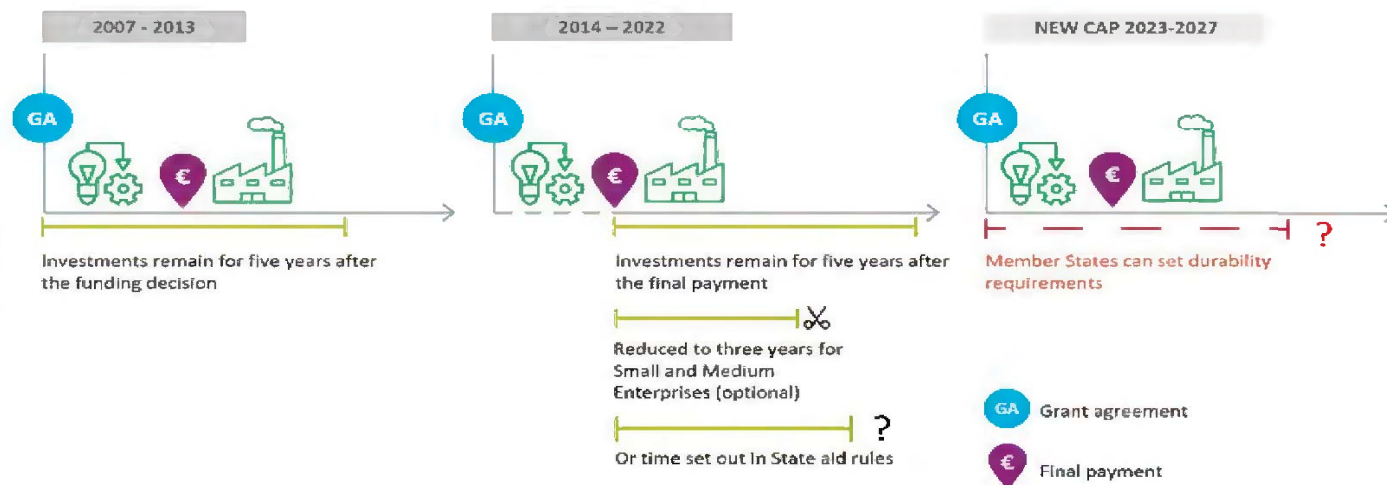 2007 - 2013
GA
€
Investments remain for five years after
the funding decision
2014 – 2022
GA
€
Investments remain for five years after
the final payment
Reduced to three years for
Small and Medium
Enterprises (optional)
?
Or time set out in State aid rules
NEW CAP 2023-2027
GA
€
?
Member States can set durability
requirements
GA Grant agreement
€ Final payment